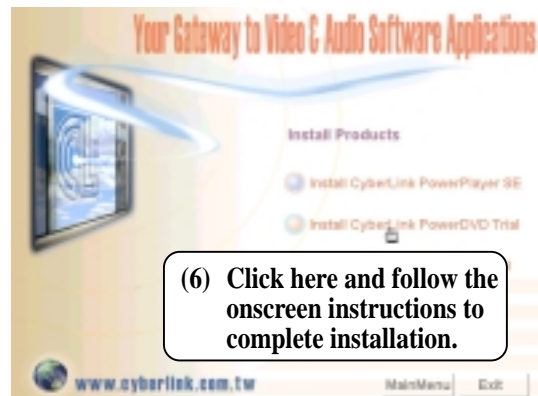 Your Gateway to Video & Audio Software Applications
Install Products
Install CyberLink PowerPlayer SE
Install CyberLink PowerDVD Trial
(6) Click here and follow the
onscreen instructions to
complete installation.
www.cyberlink.com.tw
MainMenu
Exit